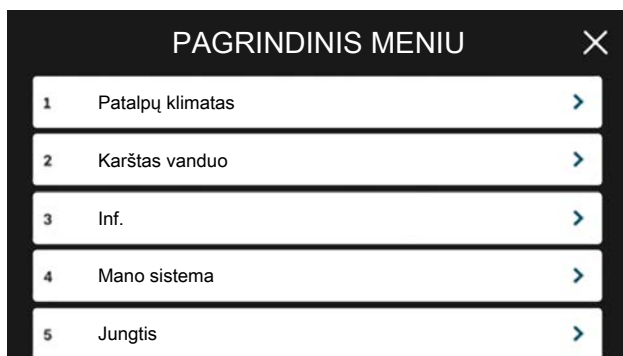 PAGRINDINIS MENIU
1 Patalpų klimatas
2 Karštas vanduo
3 Inf.
4 Mano sistema
5 Jungtis